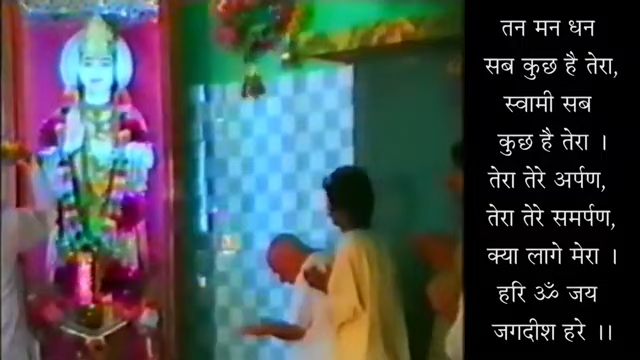 तन मन धन
सब कुछ है तेरा,
स्वामी सब
कुछ है तेरा ।
तेरा तेरे अर्पण,
तेरा तेरे समर्पण,
क्या लागे मेरा ।
हरि ॐ जय
जगदीश हरे ।।